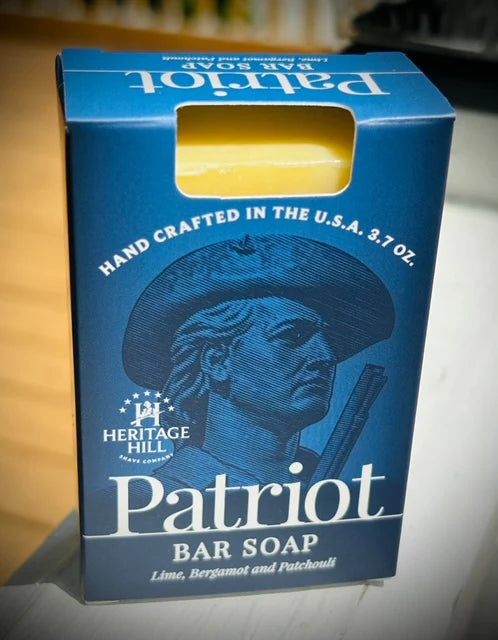 Lime, Bergamot and Patchouli
BAR SOAP
Patriot
HAND CRAFTED IN THE U.S.A. 3.7 OZ.
H
HERITAGE
HILL
SHAVE COMPANY
Patriot
BAR SOAP
Lime, Bergamot and Patchouli